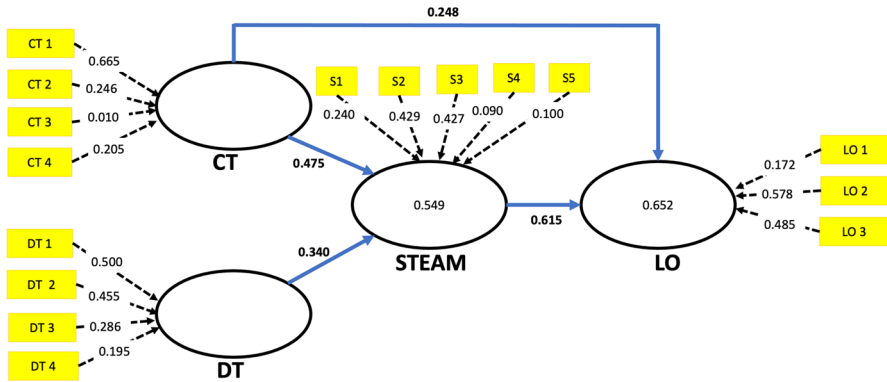 0.248
CT 1
0.665
CT 2
0.246
CT 3
0.010
CT 4
0.205
CT
S1
S2
S3
S4
S5
0.240
0.429
0.427
0.090
0.100
0.475
0.549
STEAM
0.340
0.615
0.652
LO
LO 1
0.172
LO 2
0.578
LO 3
0.485
DT 1
0.500
DT 2
0.455
DT 3
0.286
DT 4
0.195
DT